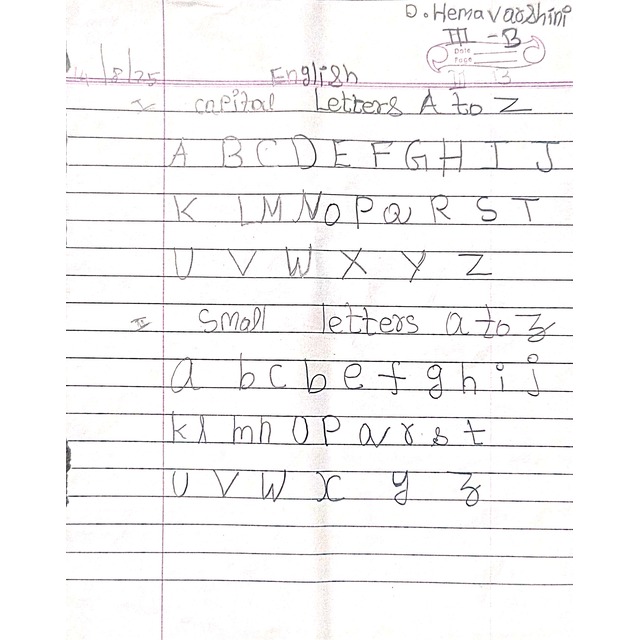 D. Hemavarshini
III - B
Date
Page
III B
14/8/25
English
I capital letters A to Z
A B C D E F G H I J
K L M N O P Q R S T
U V W X Y Z
II Small letters a to z
a b c b e f g h i j
k l m n O P q r s t
U V W x y z